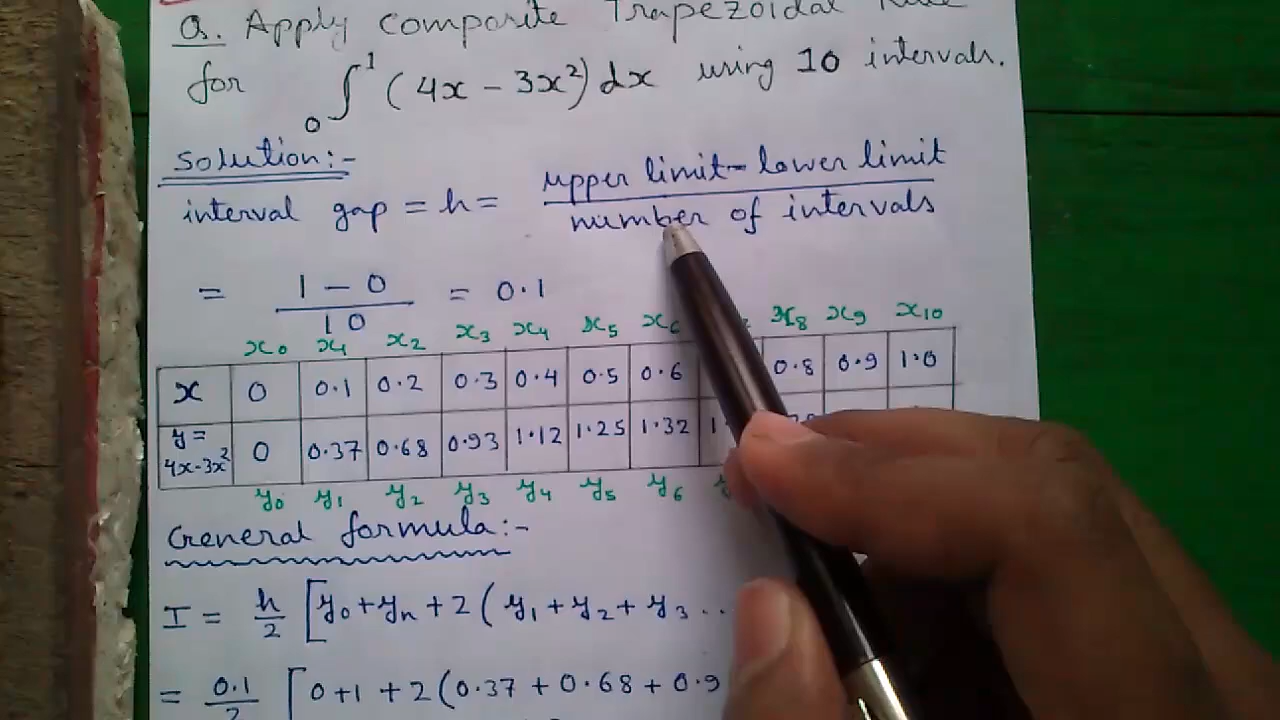 Q. Apply Composite Trapezoidal Rule
for ∫₀¹ (4x - 3x²) dx using 10 intervals.
Solution:-
interval gap = h = upper limit - lower limit
number of intervals
= 1 - 0 / 10 = 0.1
x₀ x₁ x₂ x₃ x₄ x₅ x₆ x₈ x₉ x₁₀
x 0 0.1 0.2 0.3 0.4 0.5 0.6 0.8 0.9 1.0
y = 4x-3x² 0 0.37 0.68 0.93 1.12 1.25 1.32
y₀ y₁ y₂ y₃ y₄ y₅ y₆
General formula:-
I = h/2 [y₀ + yₙ + 2 ( y₁ + y₂ + y₃ ..
= 0.1/2 [ 0 + 1 + 2 ( 0.37 + 0.68 + 0.9